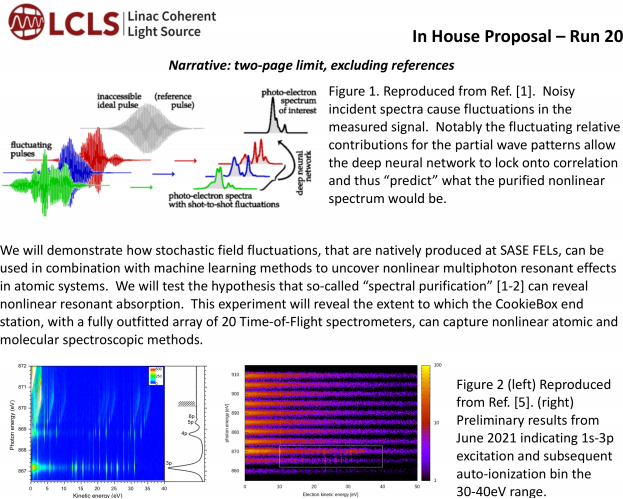 LCLS
Linac Coherent
Light Source
In House Proposal – Run 20
Narrative: two-page limit, excluding references
inaccessible
ideal pulse
(reference
pulse)
fluctuating
pulses
photo-electron
spectrum
of interest
deep neural
network
photo-electron spectra
with shot-to-shot fluctuations
Figure 1. Reproduced from Ref. [1].  Noisy
incident spectra cause fluctuations in the
measured signal.  Notably the fluctuating relative
contributions for the partial wave patterns allow
the deep neural network to lock onto correlation
and thus “predict” what the purified nonlinear
spectrum would be.
We will demonstrate how stochastic field fluctuations, that are natively produced at SASE FELs, can be
used in combination with machine learning methods to uncover nonlinear multiphoton resonant effects
in atomic systems.  We will test the hypothesis that so-called “spectral purification” [1-2] can reveal
nonlinear resonant absorption.  This experiment will reveal the extent to which the CookieBox end
station, with a fully outfitted array of 20 Time-of-Flight spectrometers, can capture nonlinear atomic and
molecular spectroscopic methods.
872
871
870
869
868
867
Photon energy (eV)
0 5 10 15 20 25 30 35 40
Kinetic energy (eV)
6p
5p
4p
3p
910
900
890
880
870
860
photon energy [eV]
0 10 20 30 40 50
Electron kinetic energy [eV]
100
10
1
Figure 2 (left) Reproduced
from Ref. [5]. (right)
Preliminary results from
June 2021 indicating 1s-3p
excitation and subsequent
auto-ionization bin the
30-40eV range.